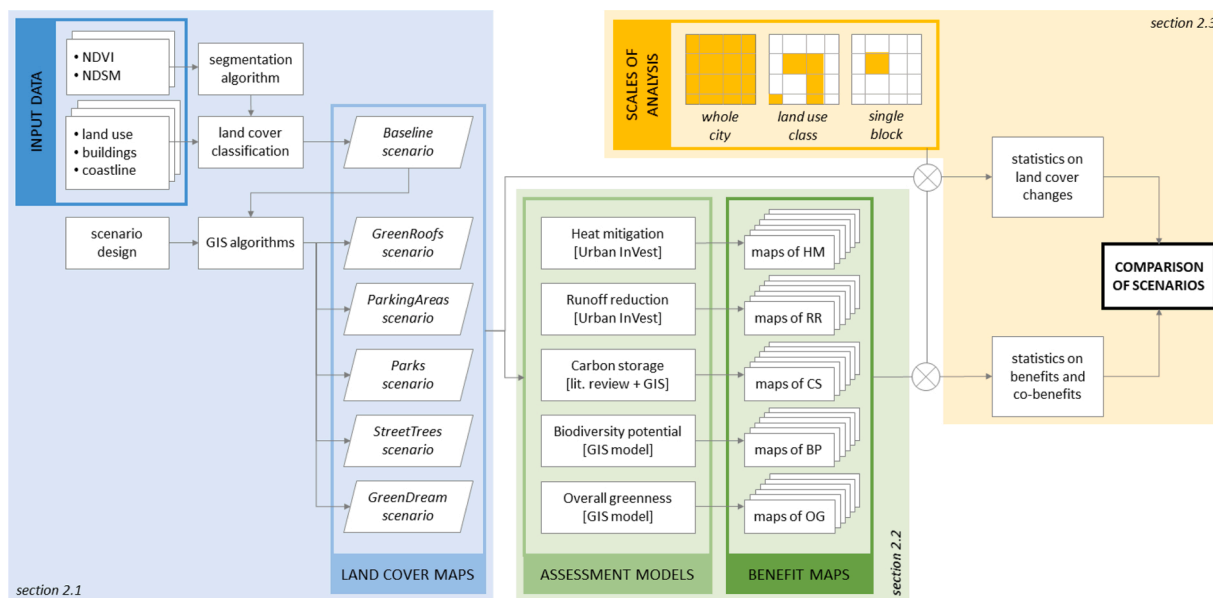 INPUT DATA
• NDVI
• NDSM
• land use
• buildings
• coastline
segmentation
algorithm
land cover
classification
scenario
design
GIS algorithms
Baseline
scenario
GreenRoofs
scenario
ParkingAreas
scenario
Parks
scenario
StreetTrees
scenario
GreenDream
scenario
LAND COVER MAPS
section 2.1
Heat mitigation
[Urban InVest]
Runoff reduction
[Urban InVest]
Carbon storage
[lit. review + GIS]
Biodiversity potential
[GIS model]
Overall greenness
[GIS model]
ASSESSMENT MODELS
maps of HM
maps of RR
maps of CS
maps of BP
maps of OG
BENEFIT MAPS
section 2.2
SCALES OF
ANALYSIS
whole
city
land use
class
single
block
section 2.3
statistics on
land cover
changes
COMPARISON
OF SCENARIOS
statistics on
benefits and
co-benefits